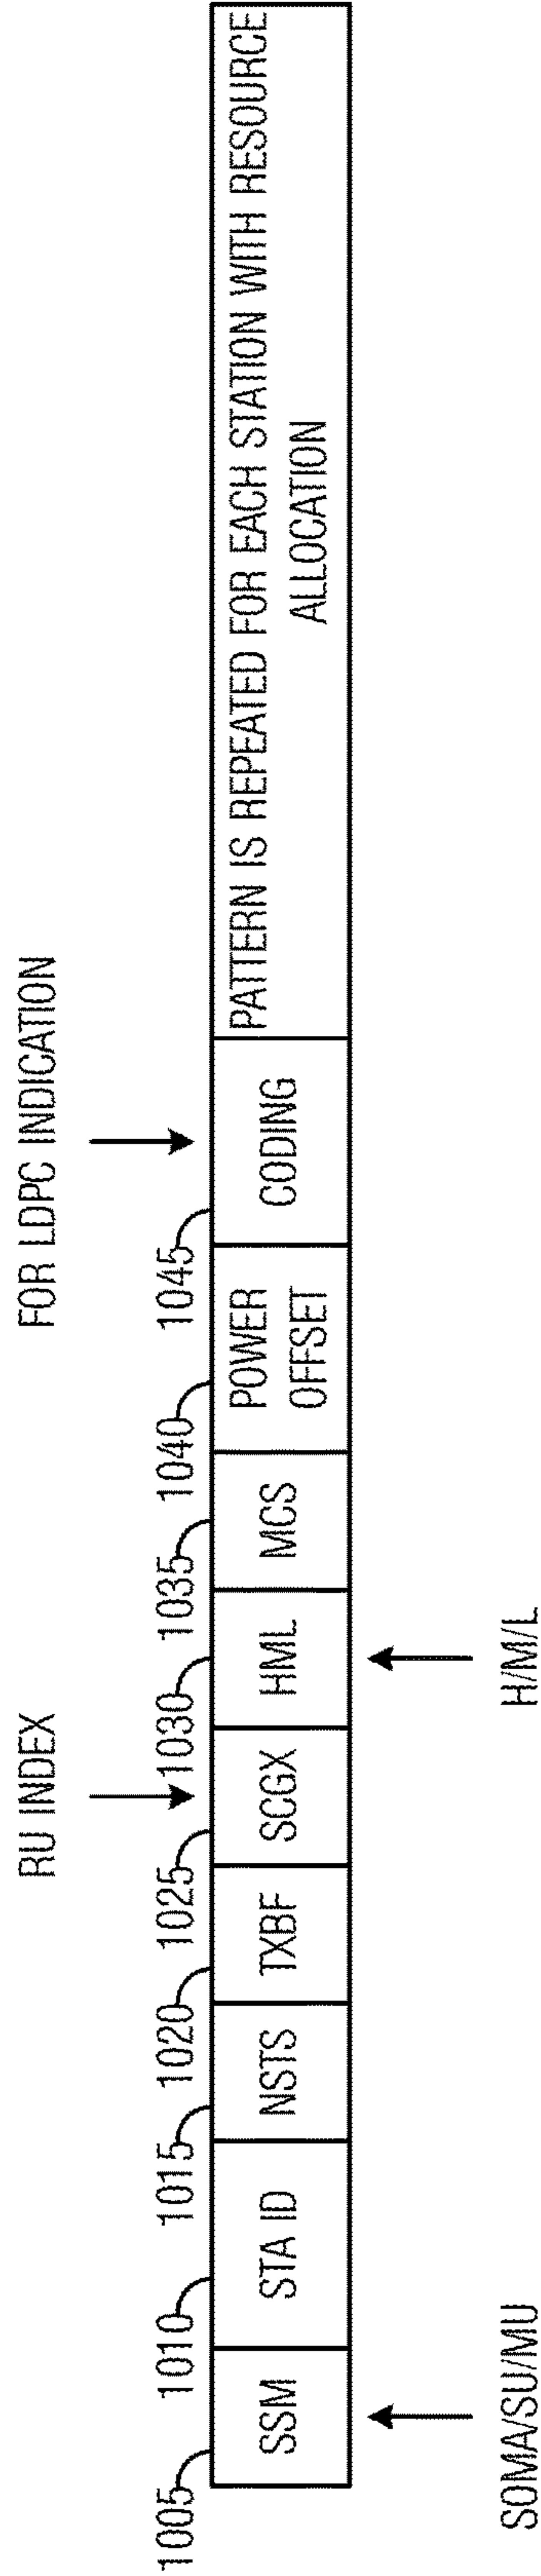 RU INDEX
FOR LDPC INDICATION
1005
1010
1015
1020
1025
1030
1035
1040
1045
SSM
STA ID
NSTS
TXBF
SCGX
HML
MCS
POWER
OFFSET
CODING
PATTERN IS REPEATED FOR EACH STATION WITH RESOURCE
ALLOCATION
SOMA/SU/MU
H/M/L